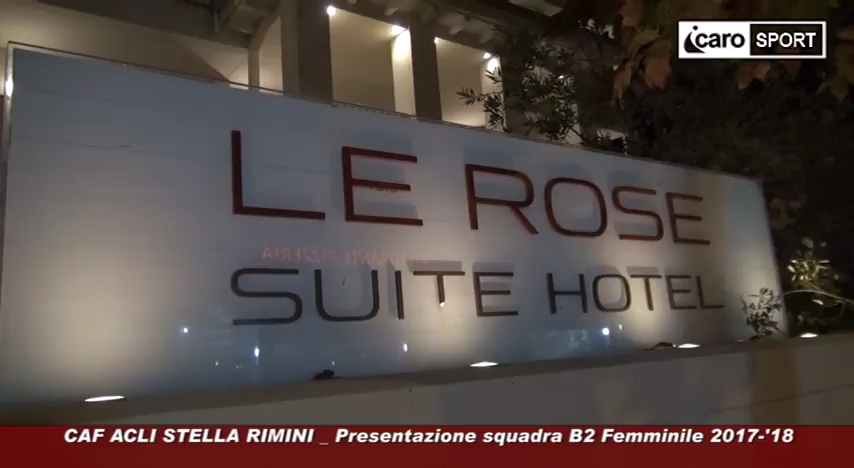 icaro SPORT
LE ROSE
SUITE HOTEL
CAF ACLI STELLA RIMINI _ Presentazione squadra B2 Femminile 2017-'18